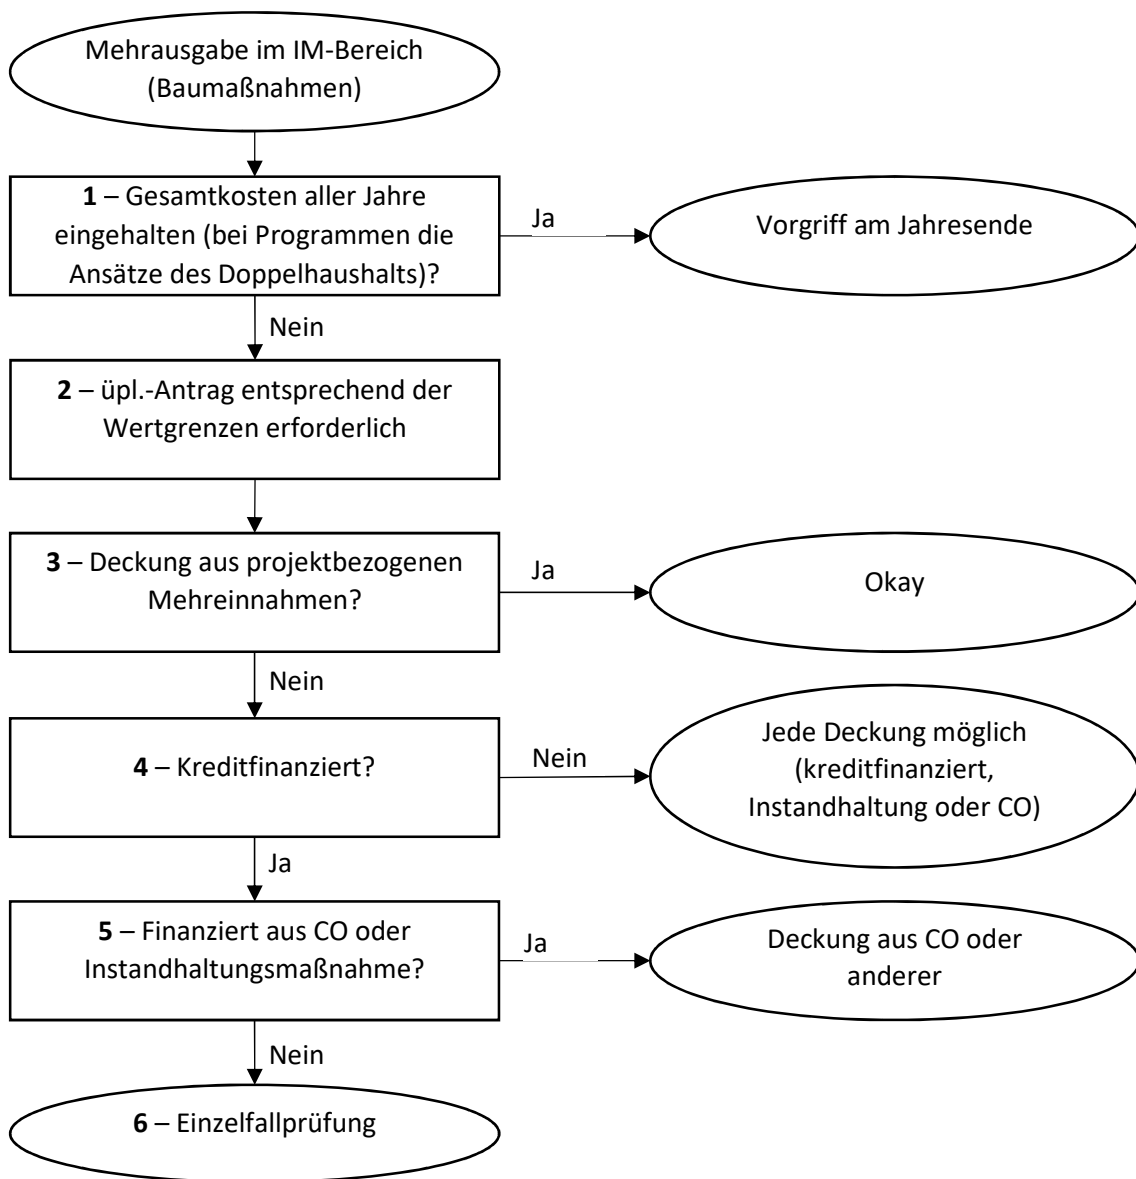 Mehrausgabe im IM-Bereich
(Baumaßnahmen)
1 – Gesamtkosten aller Jahre
eingehalten (bei Programmen die
Ansätze des Doppelhaushalts)?
Ja
Vorgriff am Jahresende
Nein
2 – üpl.-Antrag entsprechend der
Wertgrenzen erforderlich
3 – Deckung aus projektbezogenen
Mehreinnahmen?
Ja
Okay
Nein
4 – Kreditfinanziert?
Nein
Jede Deckung möglich
(kreditfinanziert,
Instandhaltung oder CO)
Ja
5 – Finanziert aus CO oder
Instandhaltungsmaßnahme?
Ja
Deckung aus CO oder
anderer
Nein
6 – Einzelfallprüfung